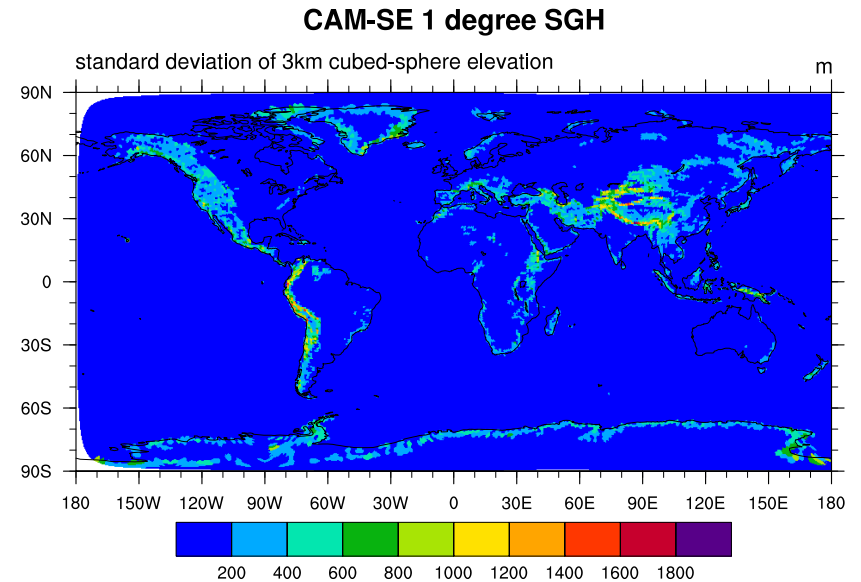 CAM-SE 1 degree SGH
standard deviation of 3km cubed-sphere elevation
m
90N
60N
30N
0
30S
60S
90S
180 150W 120W 90W 60W 30W 0 30E 60E 90E 120E 150E 180
200 400 600 800 1000 1200 1400 1600 1800